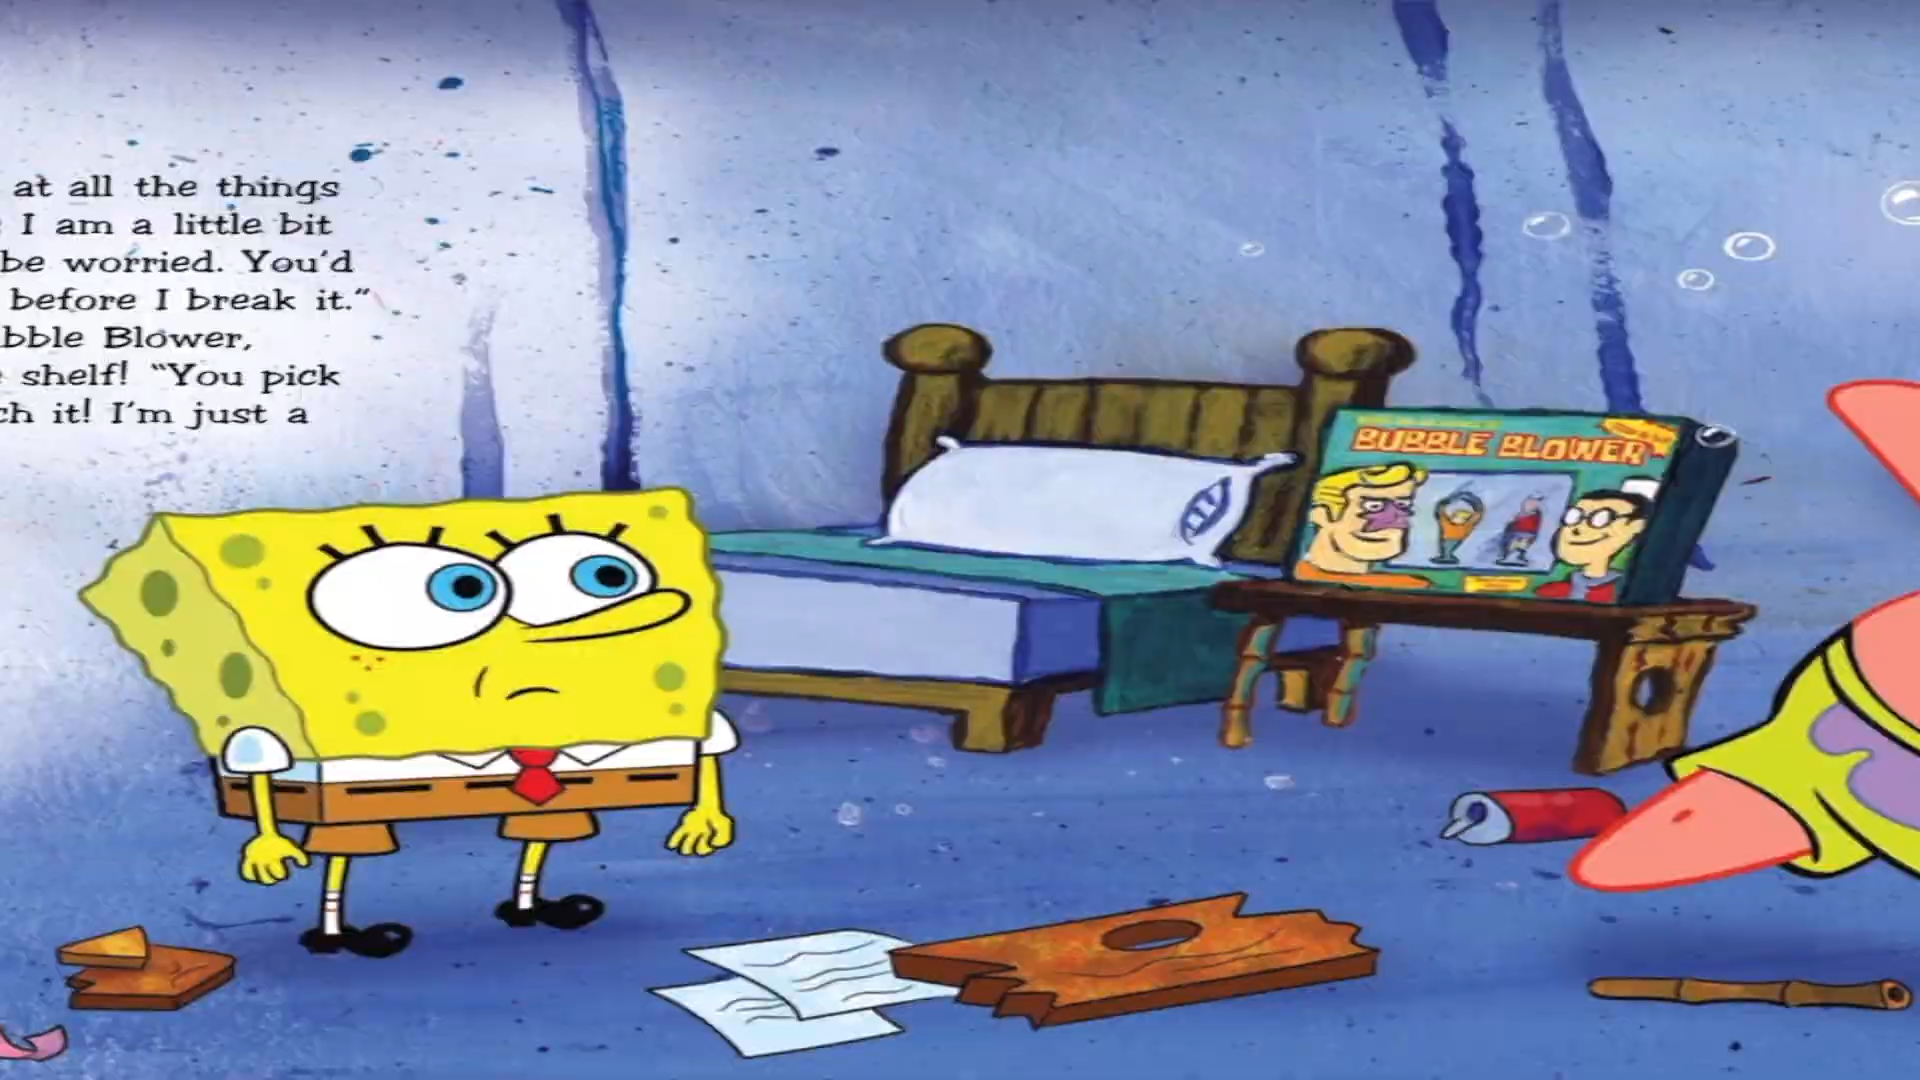 at all the things
I am a little bit
be worried. You'd
before I break it."
bble Blower,
shelf! "You pick
ch it! I'm just a
BUBBLE BLOWER